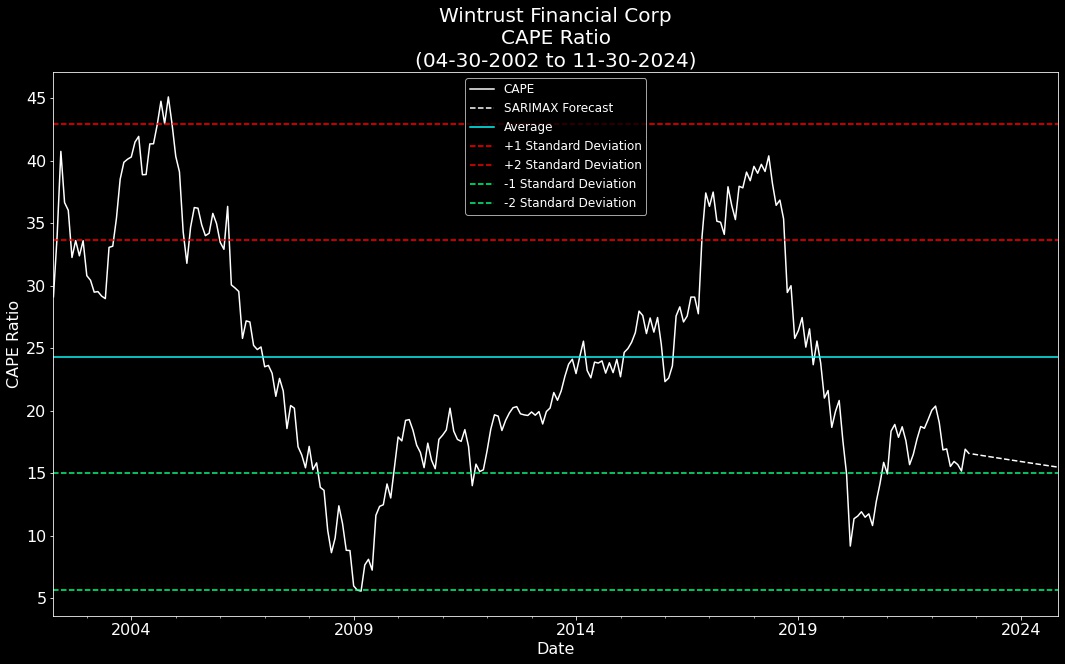 Wintrust Financial Corp
CAPE Ratio
(04-30-2002 to 11-30-2024)
CAPE
SARIMAX Forecast
Average
+1 Standard Deviation
+2 Standard Deviation
-1 Standard Deviation
-2 Standard Deviation
CAPE Ratio
45
40
35
30
25
20
15
10
5
2004
2009
2014
2019
2024
Date